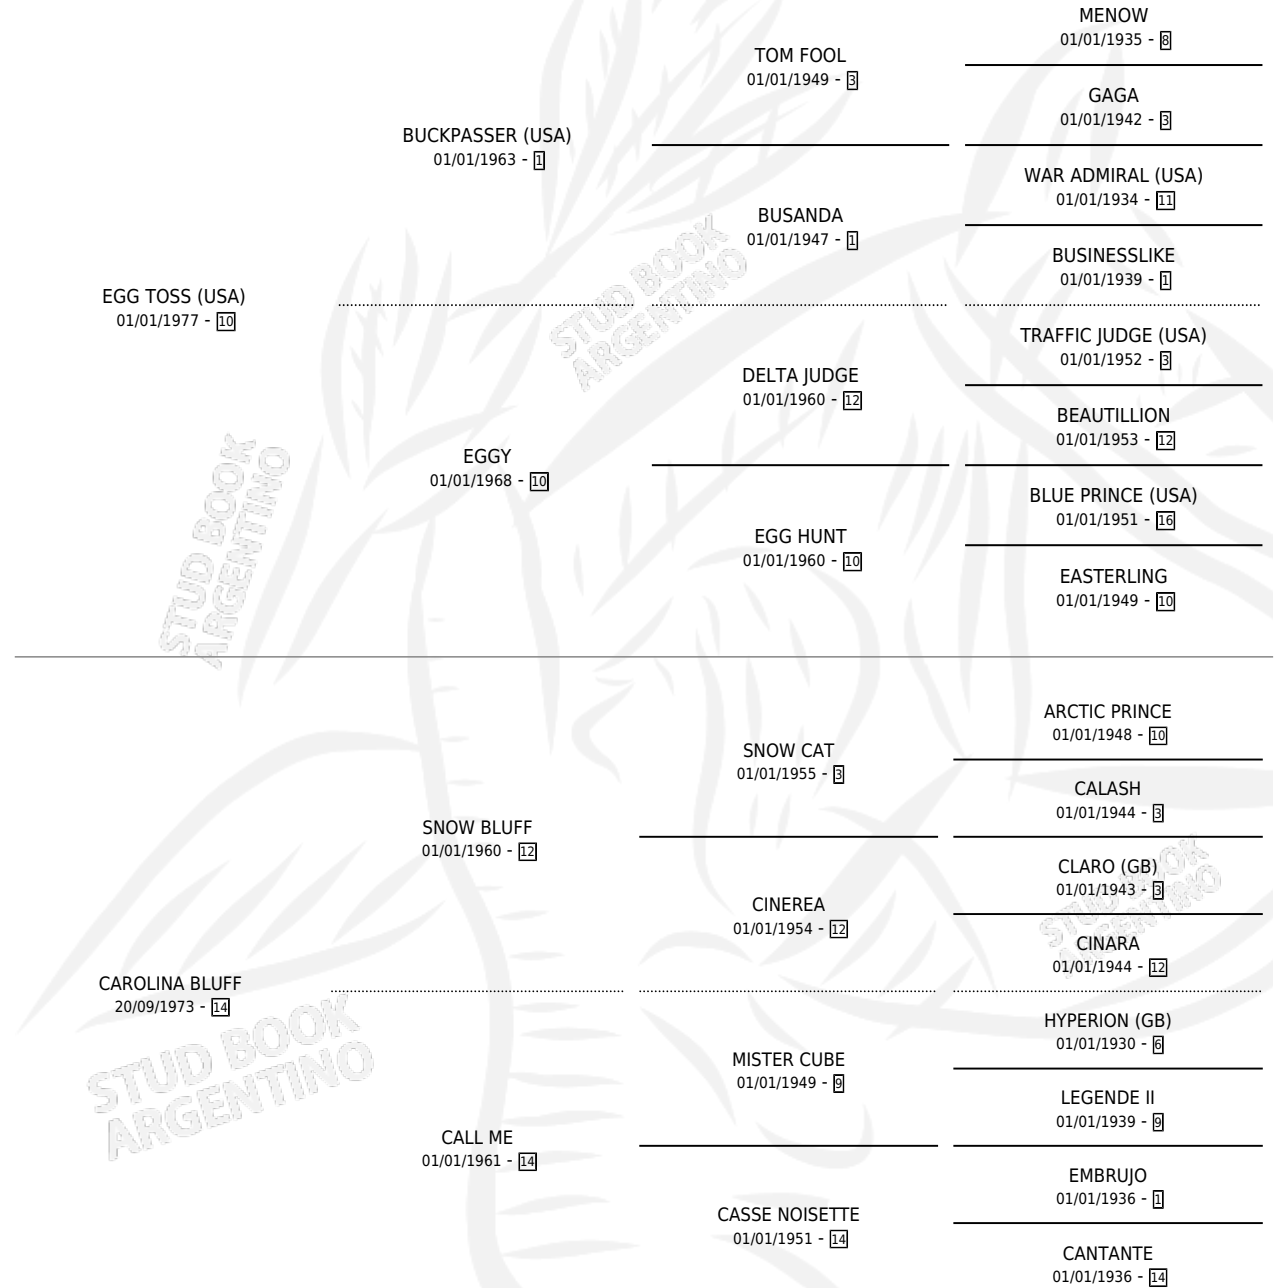 MENOW
01/01/1935 - 8
TOM FOOL
01/01/1949 - 3
GAGA
01/01/1942 - 3
BUCKPASSER (USA)
01/01/1963 - 1
WAR ADMIRAL (USA)
01/01/1934 - 11
BUSANDA
01/01/1947 - 1
BUSINESSLIKE
01/01/1939 - 1
EGG TOSS (USA)
01/01/1977 - 10
STUD BOOK
ARGENTINO
TRAFFIC JUDGE (USA)
01/01/1952 - 3
DELTA JUDGE
01/01/1960 - 12
BEAUTILLION
01/01/1953 - 12
EGGY
01/01/1968 - 10
BLUE PRINCE (USA)
01/01/1951 - 16
EGG HUNT
01/01/1960 - 10
EASTERLING
01/01/1949 - 10
STUD BOOK
ARGENTINO
ARCTIC PRINCE
01/01/1948 - 10
SNOW CAT
01/01/1955 - 3
CALASH
01/01/1944 - 3
SNOW BLUFF
01/01/1960 - 12
CLARO (GB)
01/01/1943 - 3
CINEREA
01/01/1954 - 12
CINARA
01/01/1944 - 12
STUD BOOK
ARGENTINO
CAROLINA BLUFF
20/09/1973 - 14
HYPERION (GB)
01/01/1930 - 6
MISTER CUBE
01/01/1949 - 9
LEGENDE II
01/01/1939 - 9
STUD BOOK
ARGENTINO
CALL ME
01/01/1961 - 14
EMBRUJO
01/01/1936 - 1
CASSE NOISETTE
01/01/1951 - 14
CANTANTE
01/01/1936 - 14